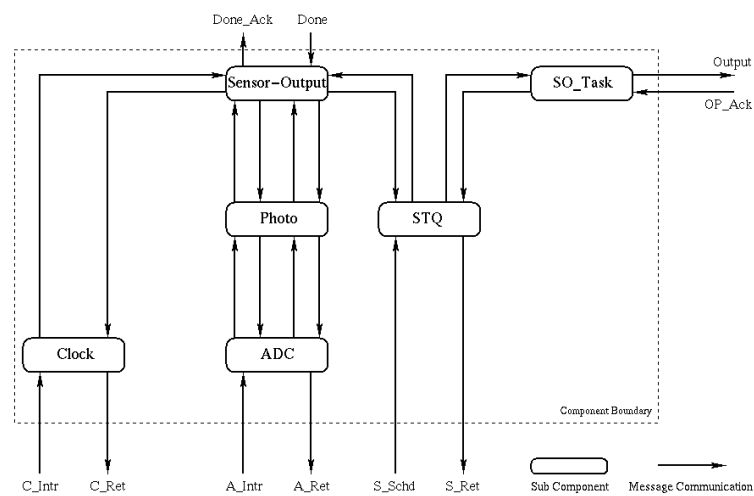 Done_Ack Done
Output
Sensor-Output SO_Task
OP_Ack
Photo STQ
Clock ADC
Component Boundary
C_Intr C_Ret A_Intr A_Ret S_Schd S_Ret Sub Component Message Communication